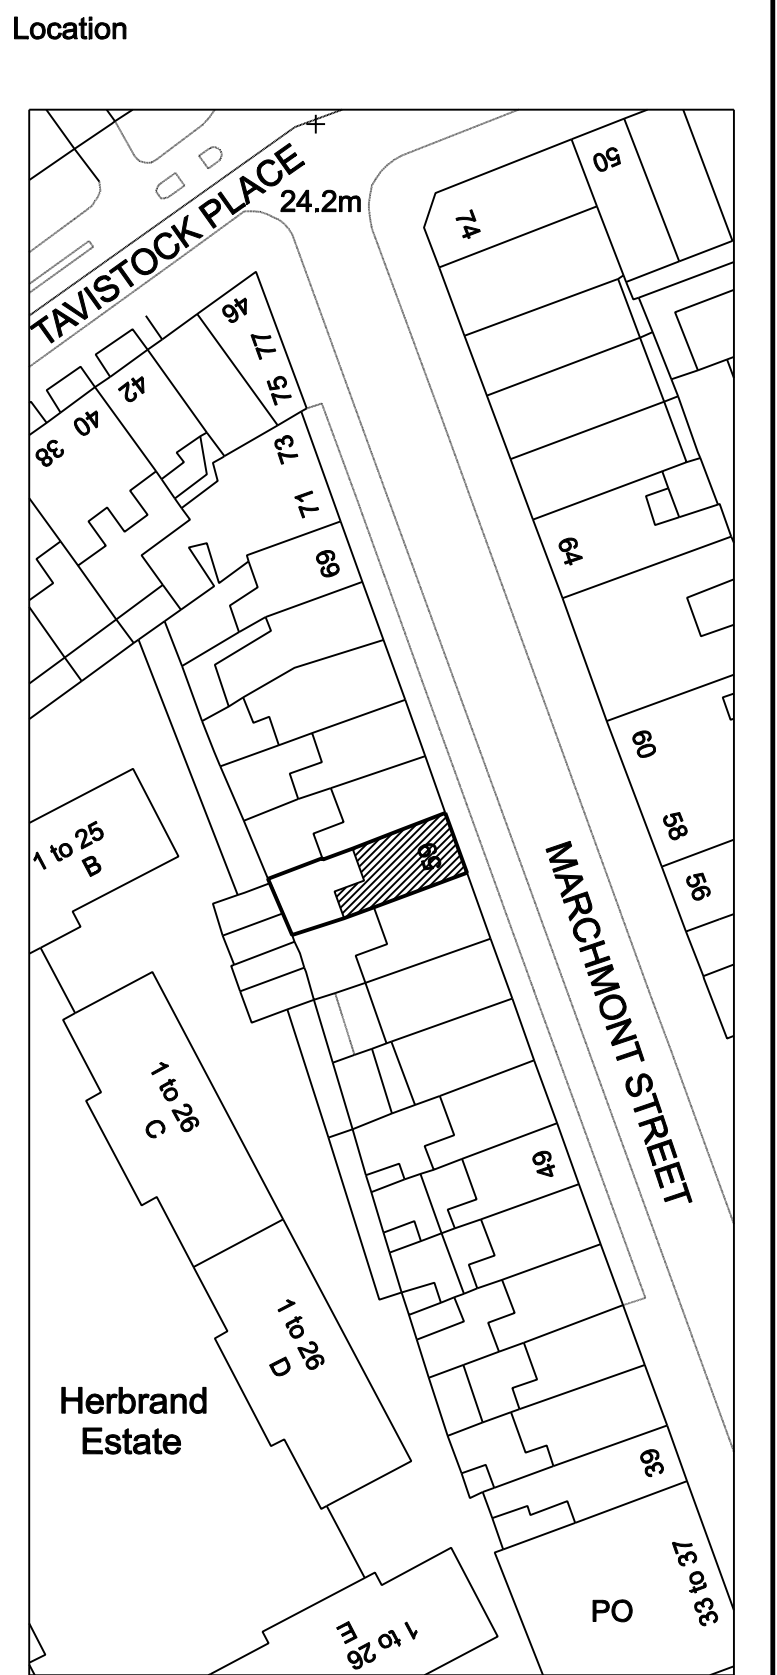 Location
TAVISTOCK PLACE
24.2m
50
74
46
77
75
42
40
38
73
71
69
64
60
58
56
1 to 25
B
59
MARCHMONT STREET
1 to 26
C
49
1 to 26
D
Herbrand
Estate
39
33 to 37
PO
1 to 26
E